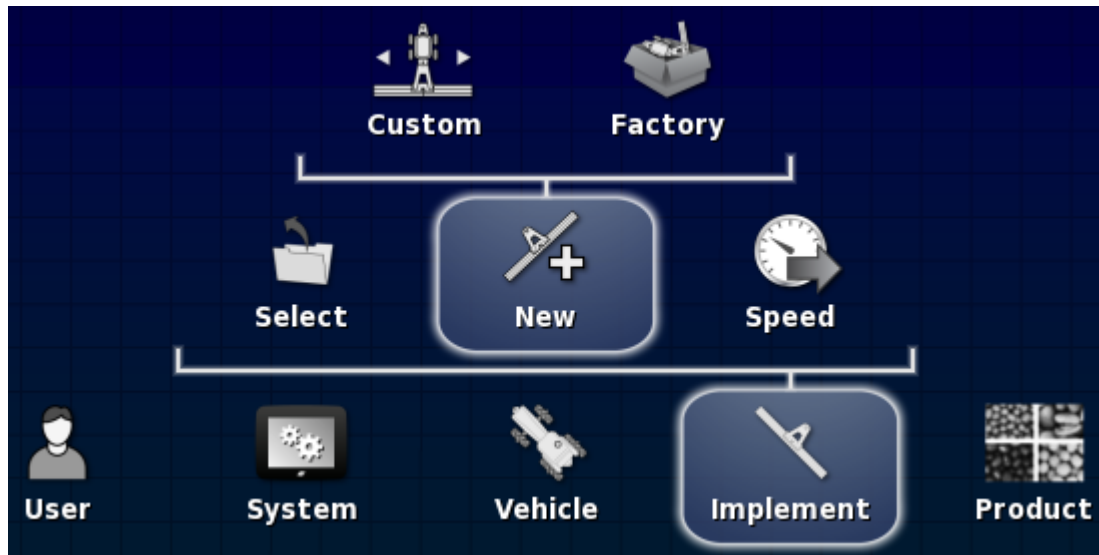 Custom
Factory
Select
New
Speed
User
System
Vehicle
Implement
Product